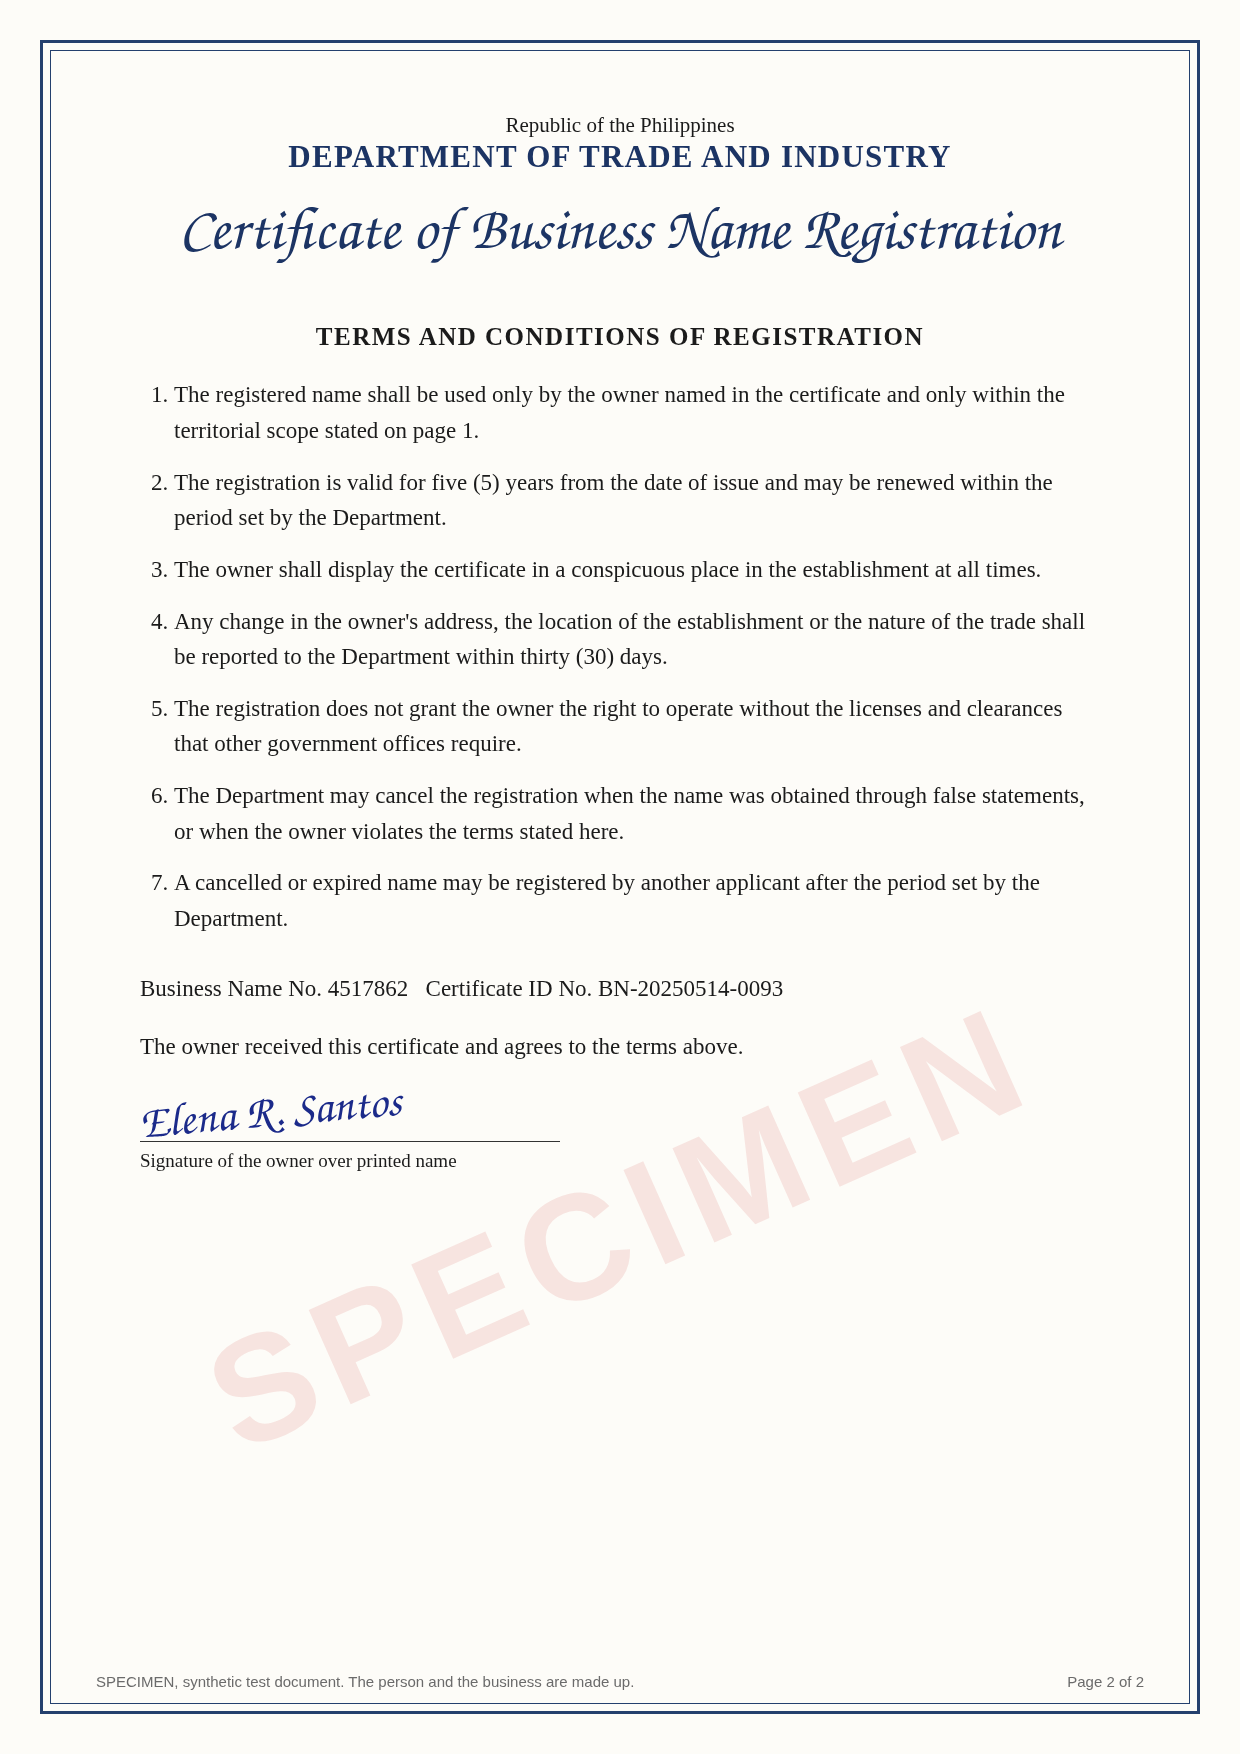 Republic of the Philippines
DEPARTMENT OF TRADE AND INDUSTRY
Certificate of Business Name Registration
TERMS AND CONDITIONS OF REGISTRATION
1. The registered name shall be used only by the owner named in the certificate and only within the
territorial scope stated on page 1.
2. The registration is valid for five (5) years from the date of issue and may be renewed within the
period set by the Department.
3. The owner shall display the certificate in a conspicuous place in the establishment at all times.
4. Any change in the owner's address, the location of the establishment or the nature of the trade shall
be reported to the Department within thirty (30) days.
5. The registration does not grant the owner the right to operate without the licenses and clearances
that other government offices require.
6. The Department may cancel the registration when the name was obtained through false statements,
or when the owner violates the terms stated here.
7. A cancelled or expired name may be registered by another applicant after the period set by the
Department.
Business Name No. 4517862 Certificate ID No. BN-20250514-0093
The owner received this certificate and agrees to the terms above.
Elena R. Santos
Signature of the owner over printed name
SPECIMEN
SPECIMEN, synthetic test document. The person and the business are made up.
Page 2 of 2